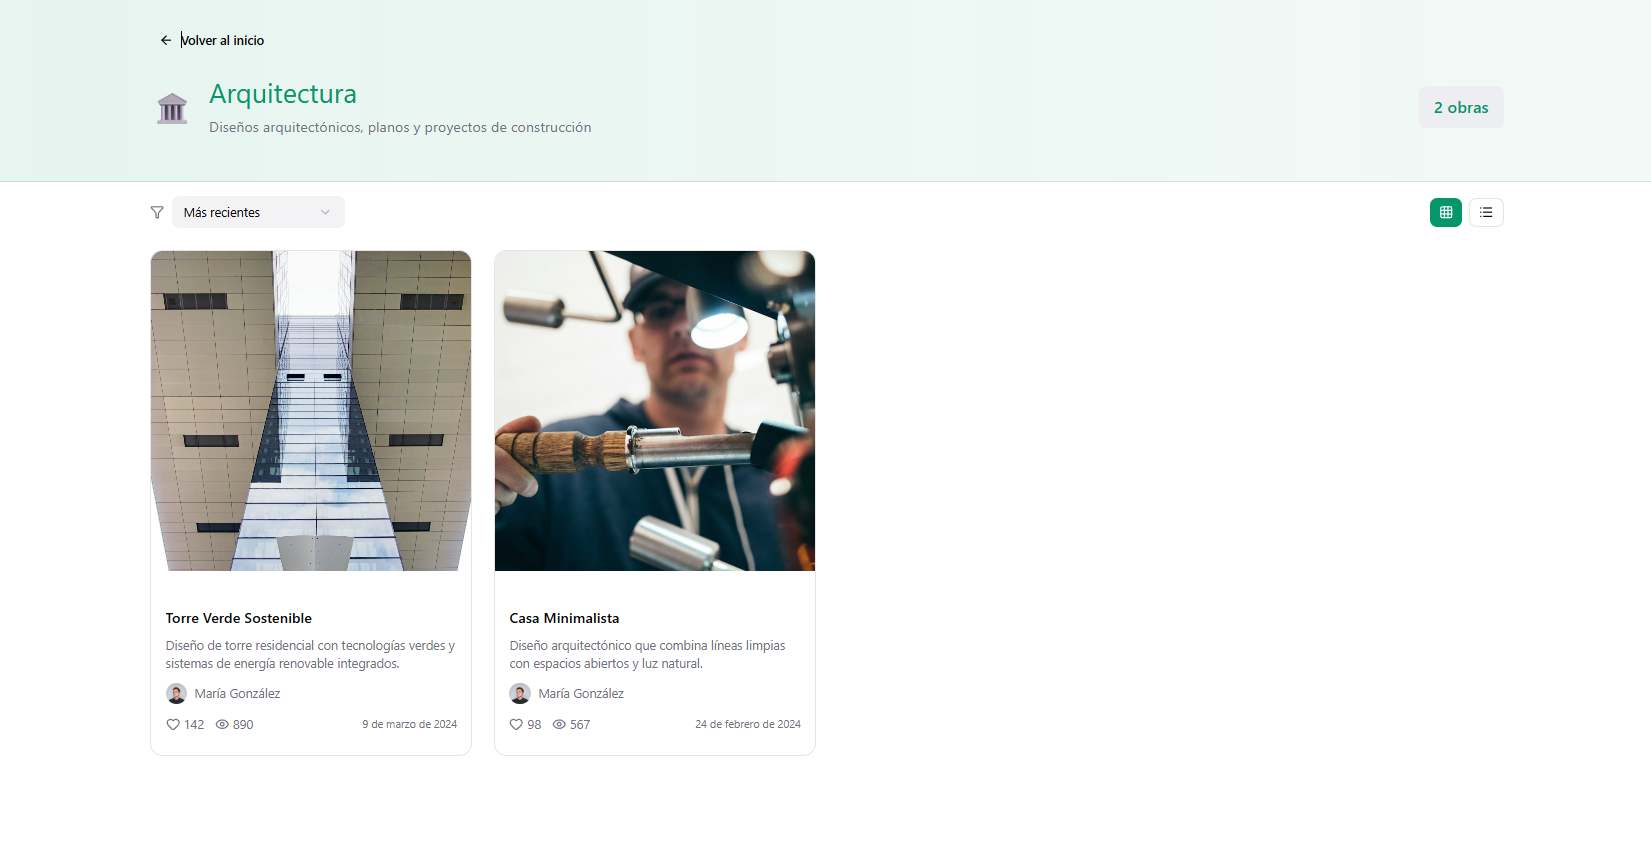 Volver al inicio
Arquitectura
Diseños arquitectónicos, planos y proyectos de construcción
2 obras
Más recientes
Torre Verde Sostenible
Diseño de torre residencial con tecnologías verdes y
sistemas de energía renovable integrados.
María González
142 890 9 de marzo de 2024
Casa Minimalista
Diseño arquitectónico que combina líneas limpias
con espacios abiertos y luz natural.
María González
98 567 24 de febrero de 2024